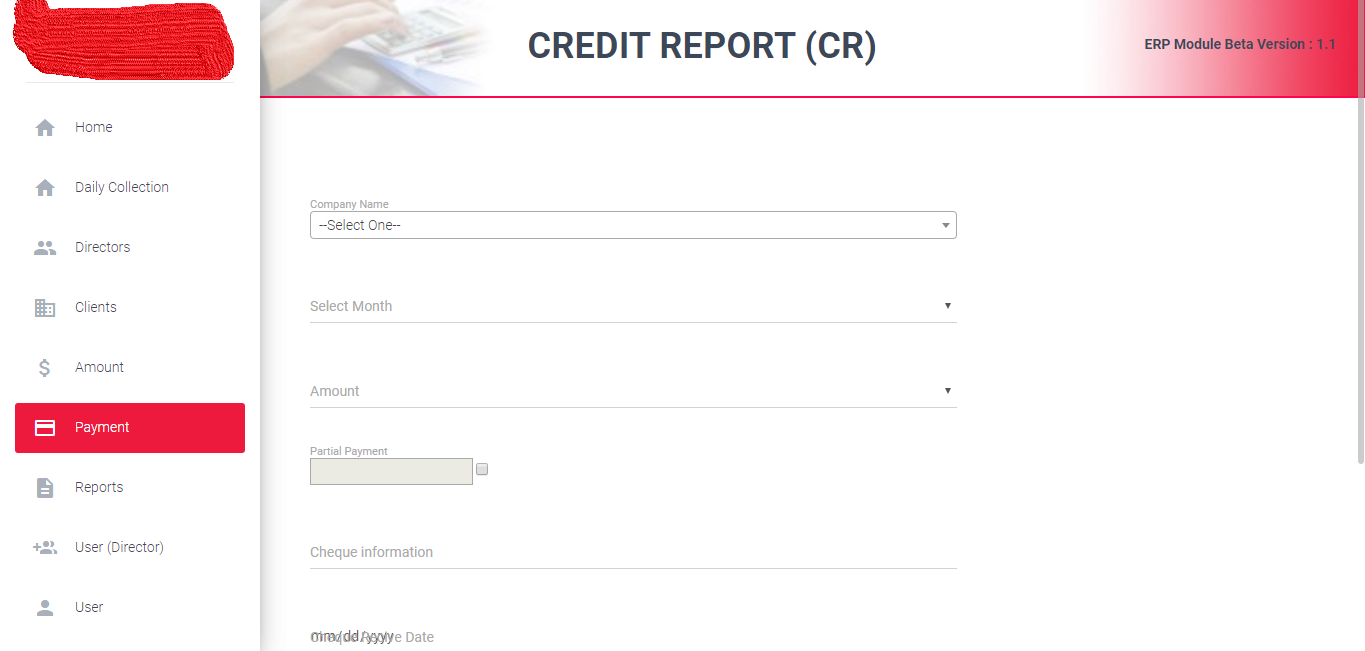 CREDIT REPORT (CR)
ERP Module Beta Version : 1.1
Home
Daily Collection
Directors
Clients
Amount
Payment
Reports
User (Director)
User
Company Name
--Select One--
Select Month
Amount
Partial Payment
Cheque information
mm/dd/yyyy
Cheque Recive Date